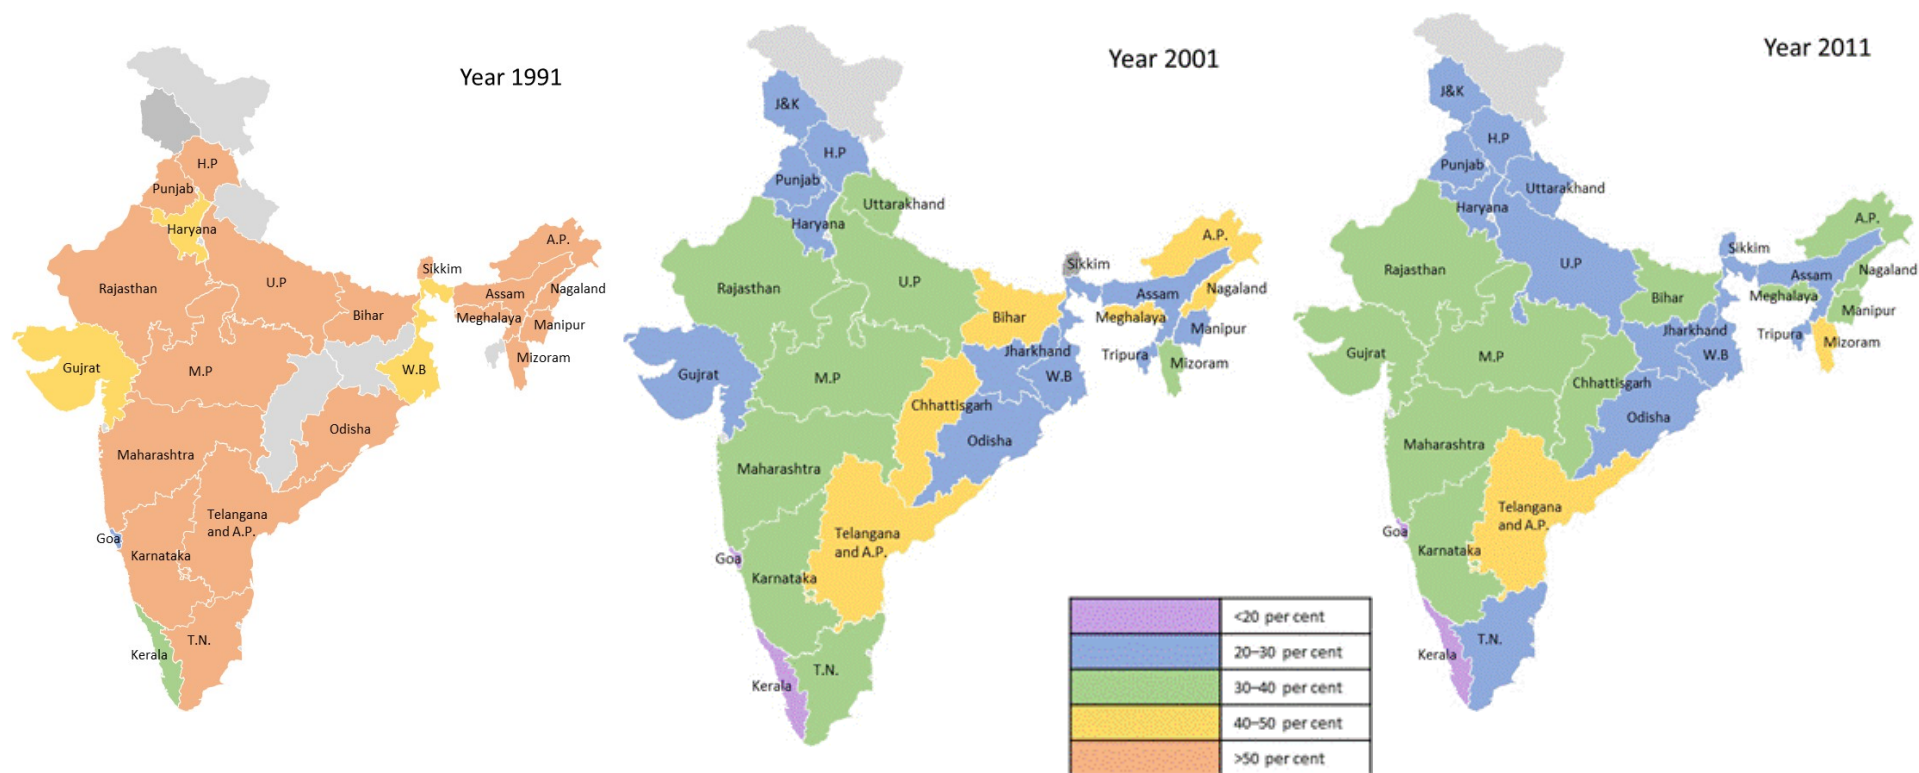 Year 1991
H.P
Punjab
Haryana
Rajasthan
U.P
Bihar
Sikkim
A.P.
Assam
Nagaland
Meghalaya
Manipur
Mizoram
Gujrat
M.P
W.B
Odisha
Maharashtra
Telangana
and A.P.
Goa
Karnataka
T.N.
Kerala
Year 2001
J&K
H.P
Punjab
Uttarakhand
Haryana
Rajasthan
U.P
Bihar
Sikkim
A.P.
Assam
Nagaland
Meghalaya
Manipur
Tripura
Mizoram
Jharkhand
Gujrat
M.P
W.B
Chhattisgarh
Odisha
Maharashtra
Telangana
and A.P.
Goa
Karnataka
T.N.
Kerala
Year 2011
J&K
H.P
Punjab
Uttarakhand
Haryana
Rajasthan
U.P
Bihar
Sikkim
A.P.
Assam
Nagaland
Meghalaya
Manipur
Tripura
Mizoram
Jharkhand
Gujrat
M.P
W.B
Chhattisgarh
Odisha
Maharashtra
Telangana
and A.P.
Goa
Karnataka
T.N.
Kerala
<20 per cent
20–30 per cent
30–40 per cent
40–50 per cent
>50 per cent